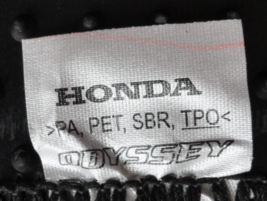 HONDA
>PA, PET, SBR, TPO<
ODYSSEY